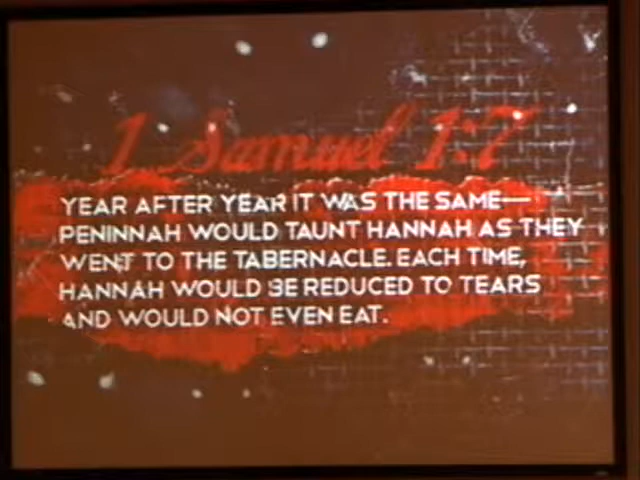 1 Samuel 1:7
YEAR AFTER YEAR IT WAS THE SAME—
PENINNAH WOULD TAUNT HANNAH AS THEY
WENT TO THE TABERNACLE. EACH TIME,
HANNAH WOULD BE REDUCED TO TEARS
AND WOULD NOT EVEN EAT.